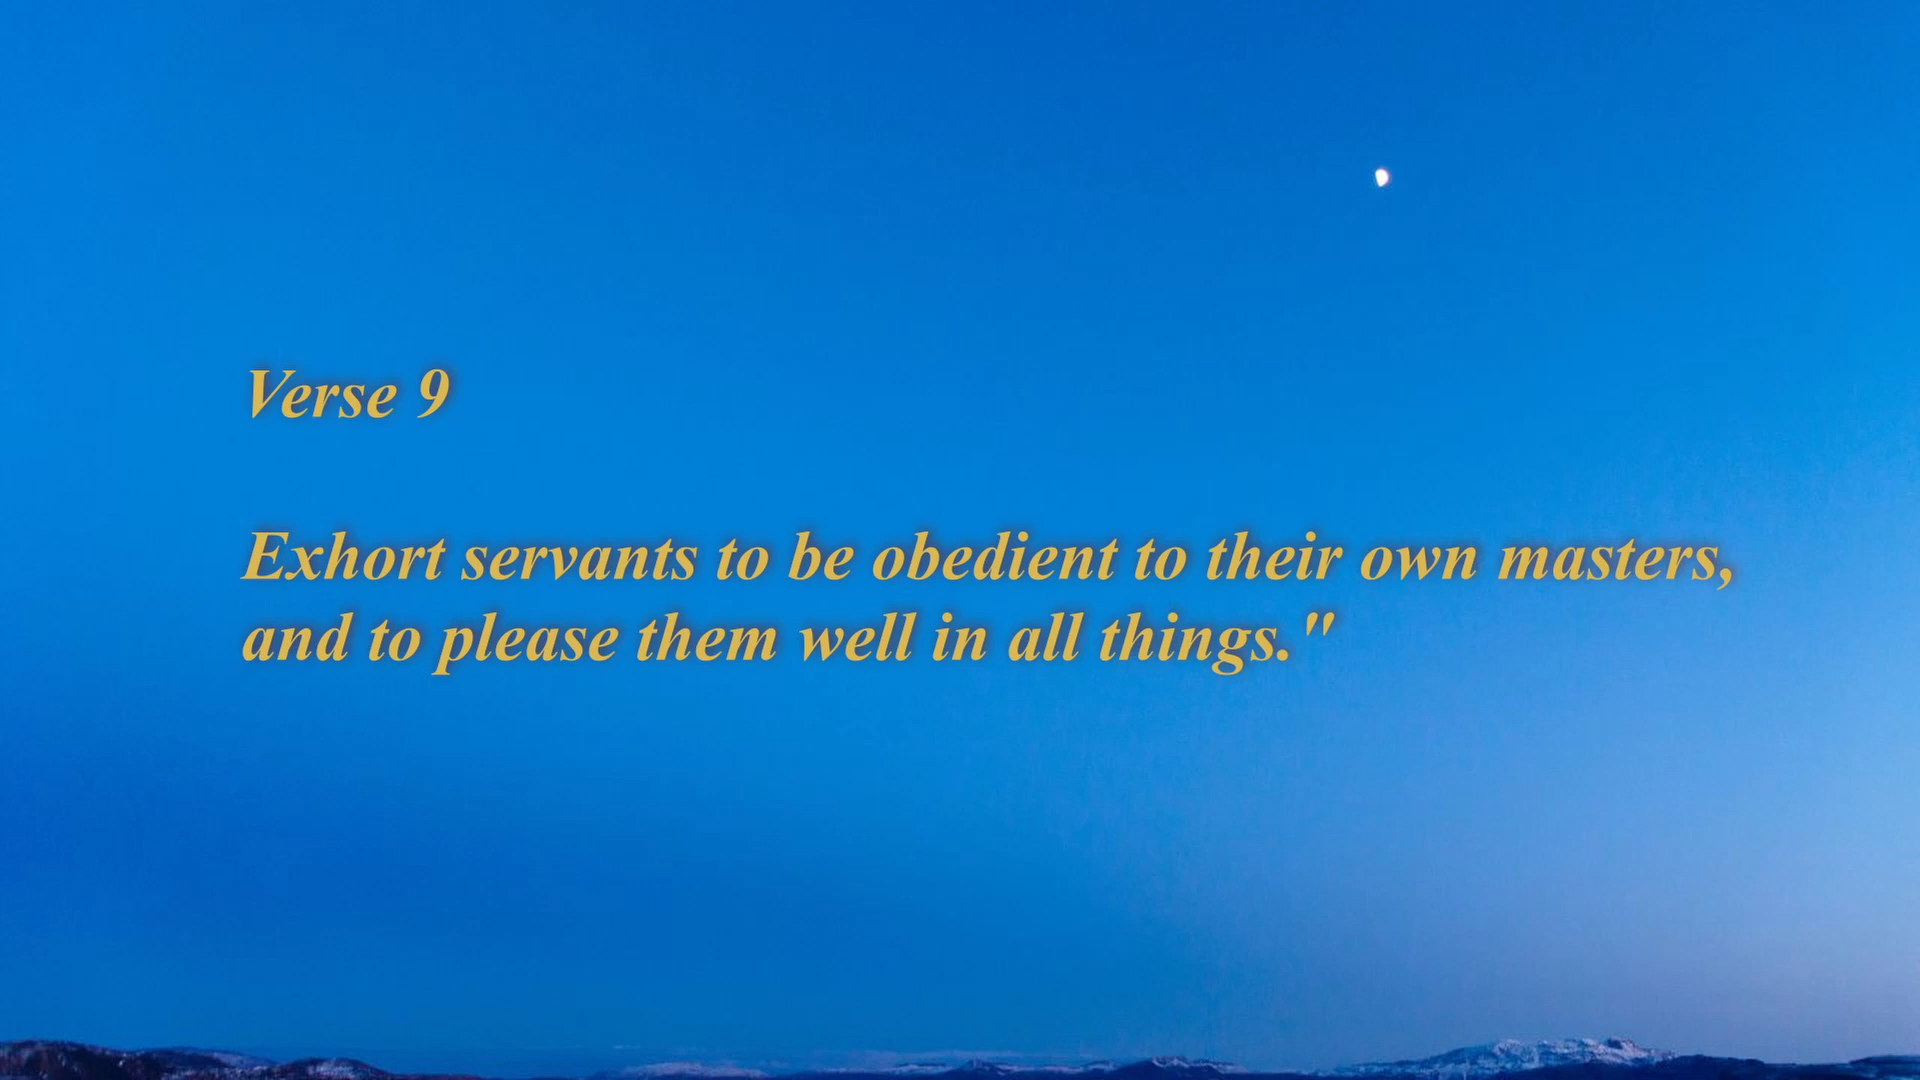 Verse 9
Exhort servants to be obedient to their own masters,
and to please them well in all things."